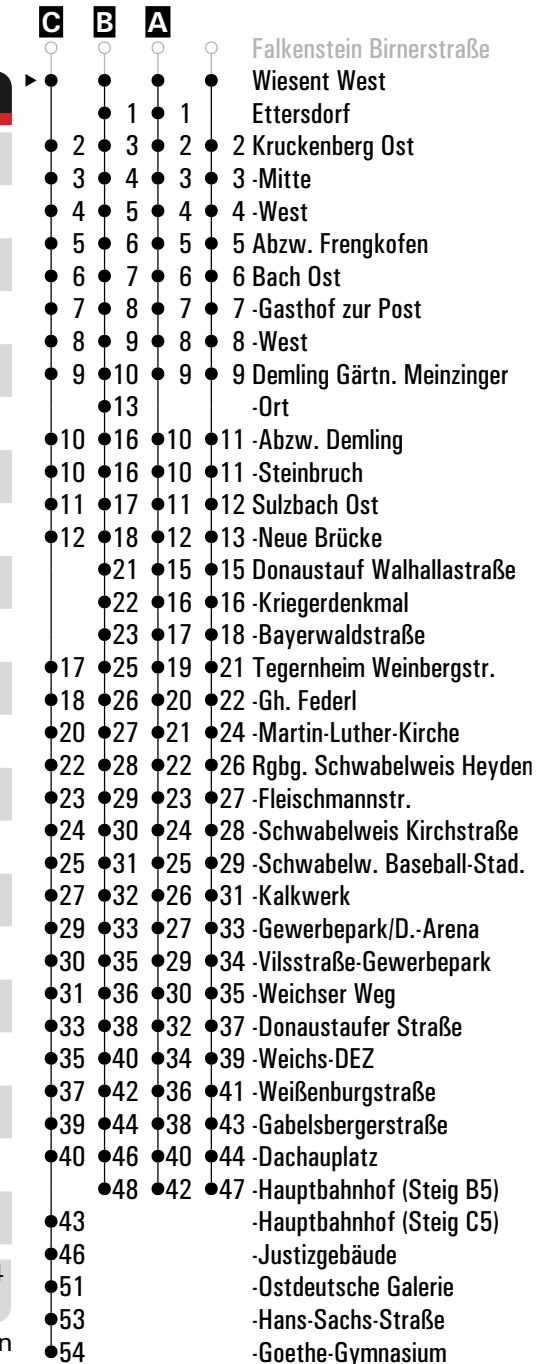 C B A
Falkenstein Birnerstraße
Wiesent West
1 1 Ettersdorf
2 3 2 2 Kruckenberg Ost
3 4 3 3 -Mitte
4 5 4 4 -West
5 6 5 5 Abzw. Frengkofen
6 7 6 6 Bach Ost
7 8 7 7 -Gasthof zur Post
8 9 8 8 -West
9 10 9 9 Demling Gärtn. Meinzinger
13 -Ort
10 16 10 11 -Abzw. Demling
10 16 10 11 -Steinbruch
11 17 11 12 Sulzbach Ost
12 18 12 13 -Neue Brücke
21 15 15 Donaustauf Walhallastraße
22 16 16 -Kriegerdenkmal
23 17 18 -Bayerwaldstraße
17 25 19 21 Tegernheim Weinbergstr.
18 26 20 22 -Gh. Federl
20 27 21 24 -Martin-Luther-Kirche
22 28 22 26 Rgbg. Schwabelweis Heyden
23 29 23 27 -Fleischmannstr.
24 30 24 28 -Schwabelweis Kirchstraße
25 31 25 29 -Schwabelw. Baseball-Stad.
27 32 26 31 -Kalkwerk
29 33 27 33 -Gewerbepark/D.-Arena
30 35 29 34 -Vilsstraße-Gewerbepark
31 36 30 35 -Weichser Weg
33 38 32 37 -Donaustaufer Straße
35 40 34 39 -Weichs-DEZ
37 42 36 41 -Weißenburgstraße
39 44 38 43 -Gabelsbergerstraße
40 46 40 44 -Dachauplatz
48 42 47 -Hauptbahnhof (Steig B5)
43 -Hauptbahnhof (Steig C5)
46 -Justizgebäude
51 -Ostdeutsche Galerie
53 -Hans-Sachs-Straße
54 -Goethe-Gymnasium